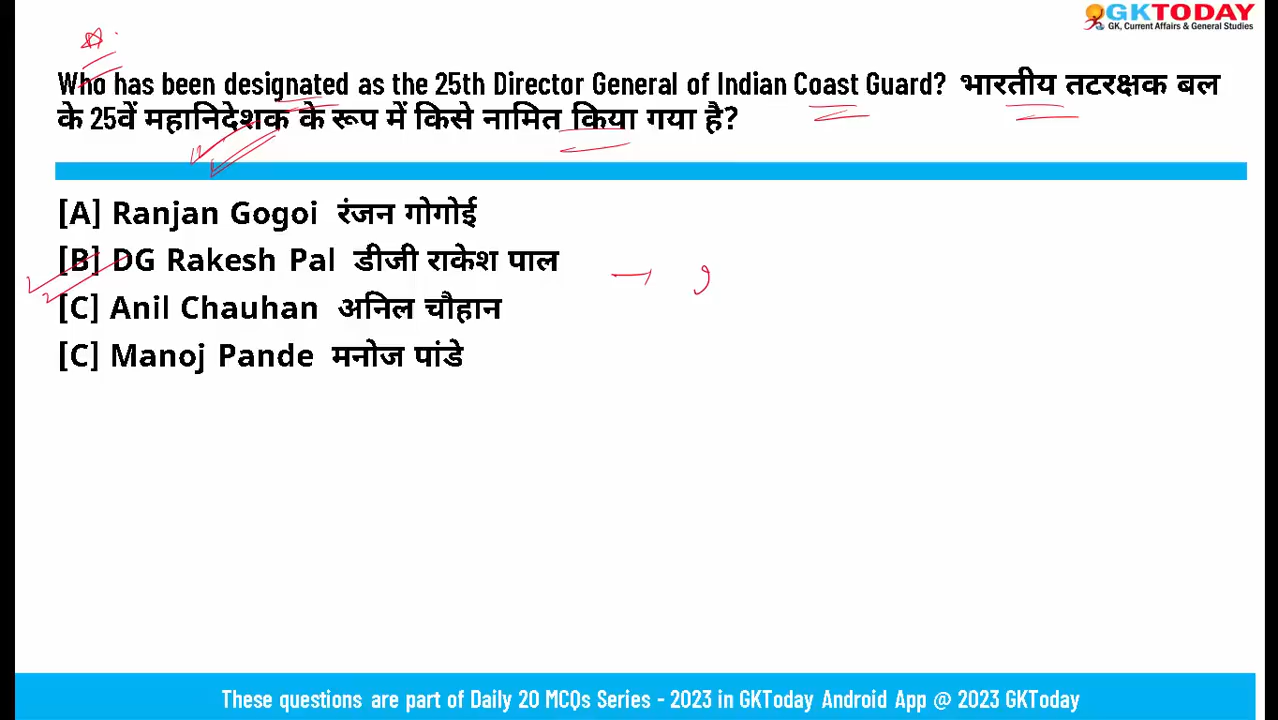 GKTODAY
GK, Current Affairs & General Studies
Who has been designated as the 25th Director General of Indian Coast Guard? भारतीय तटरक्षक बल
के 25वें महानिदेशक के रूप में किसे नामित किया गया है?
[A] Ranjan Gogoi रंजन गोगोई
[B] DG Rakesh Pal डीजी राकेश पाल
[C] Anil Chauhan अनिल चौहान
[C] Manoj Pande मनोज पांडे
These questions are part of Daily 20 MCQs Series - 2023 in GKToday Android App @ 2023 GKToday